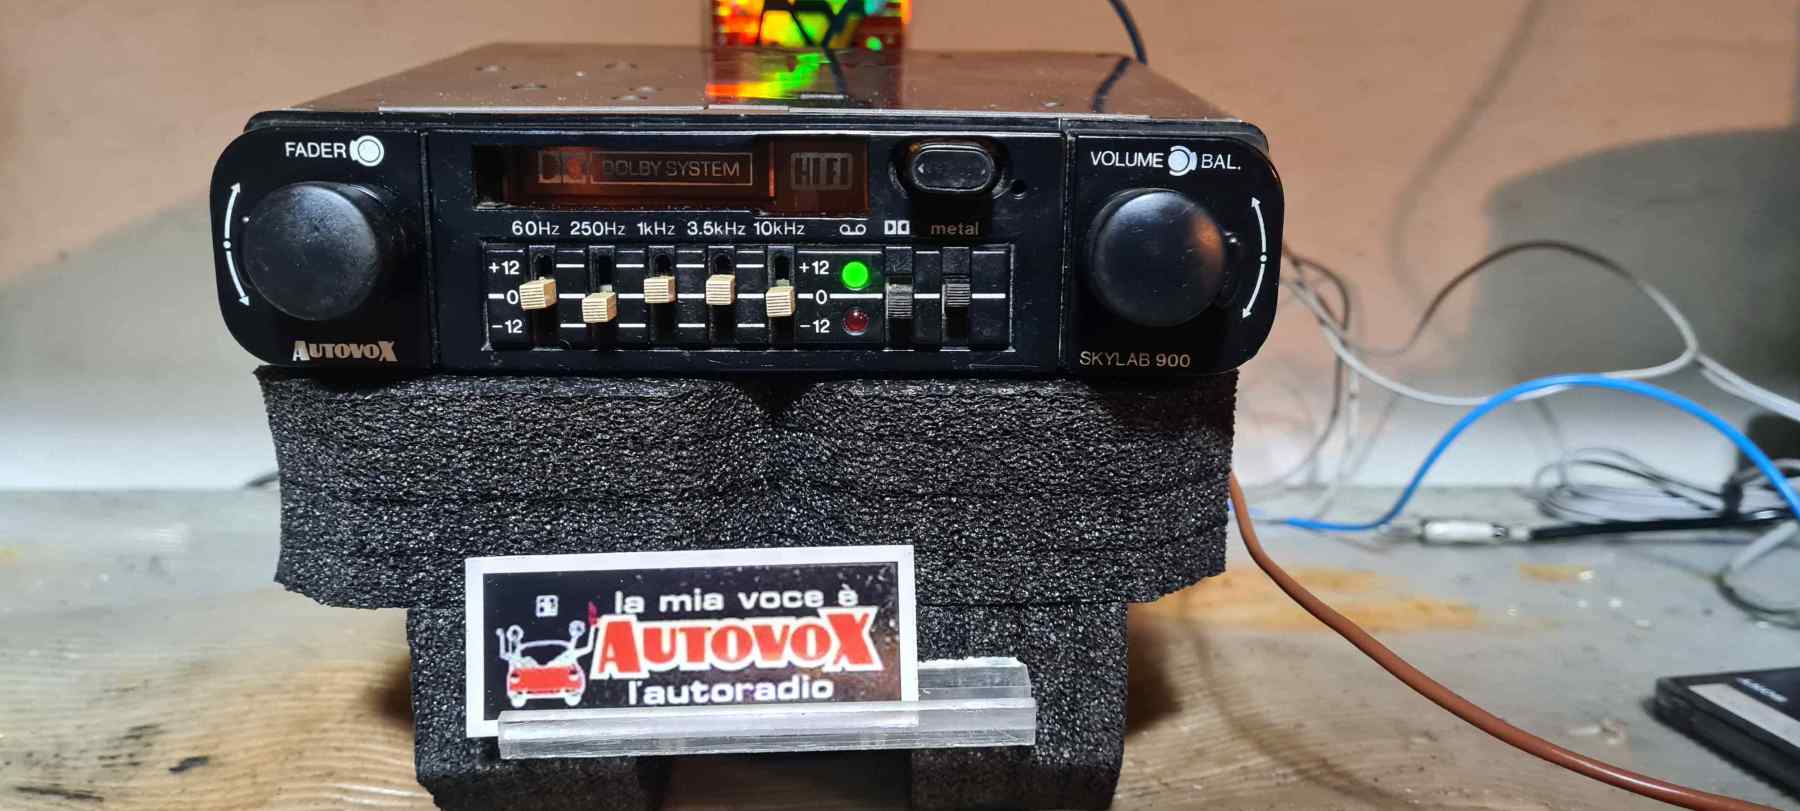 FADER
VOLUME BAL.
DOLBY SYSTEM
HIFI
60Hz 250Hz 1kHz 3.5kHz 10kHz metal
+12 +12
0 0
-12 -12
AUTOVOX
SKYLAB 900
la mia voce è
AUTOVOX
l'autoradio